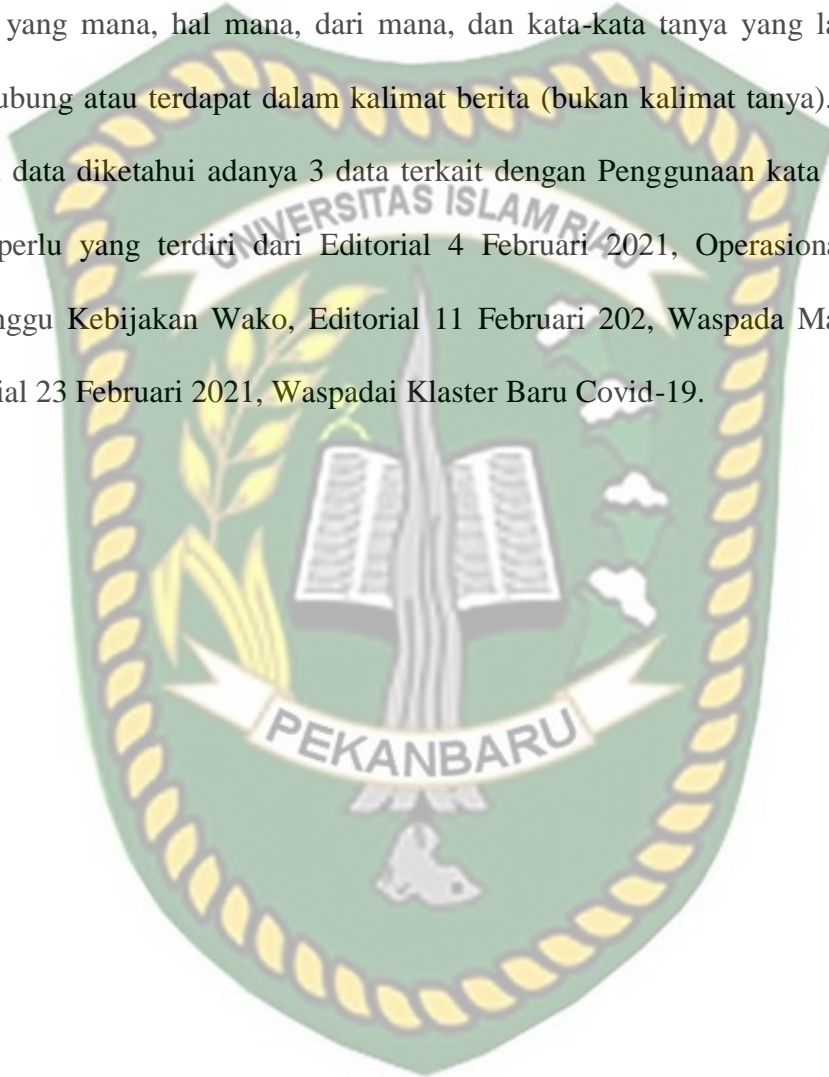 yang mana, hal mana, dari mana, dan kata-kata tanya yang la
ubung atau terdapat dalam kalimat berita (bukan kalimat tanya).
data diketahui adanya 3 data terkait dengan Penggunaan kata
perlu yang terdiri dari Editorial 4 Februari 2021, Operasiona
nggu Kebijakan Wako, Editorial 11 Februari 202, Waspada Ma
ial 23 Februari 2021, Waspadai Klaster Baru Covid-19.
UNIVERSITAS ISLAM RIAU
PEKANBARU